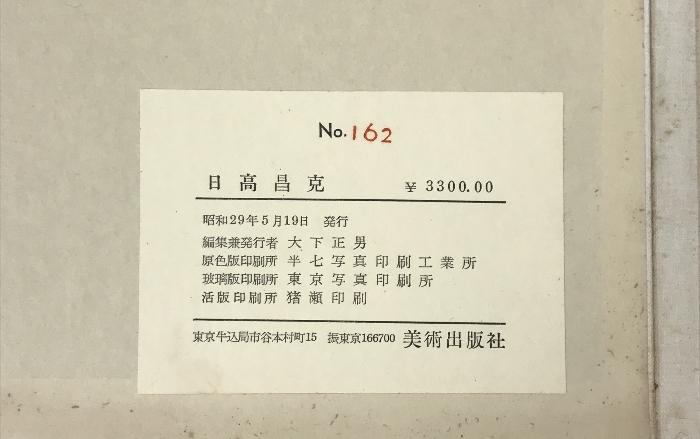 No.162
日高昌克 ¥ 3300.00
昭和29年5月19日 発行
編集兼発行者 大下正男
原色版印刷所 半七写真印刷工業所
玻璃版印刷所 東京写真印刷所
活版印刷所 猪瀬印刷
東京牛込局市谷本村町15 振東京166700 美術出版社